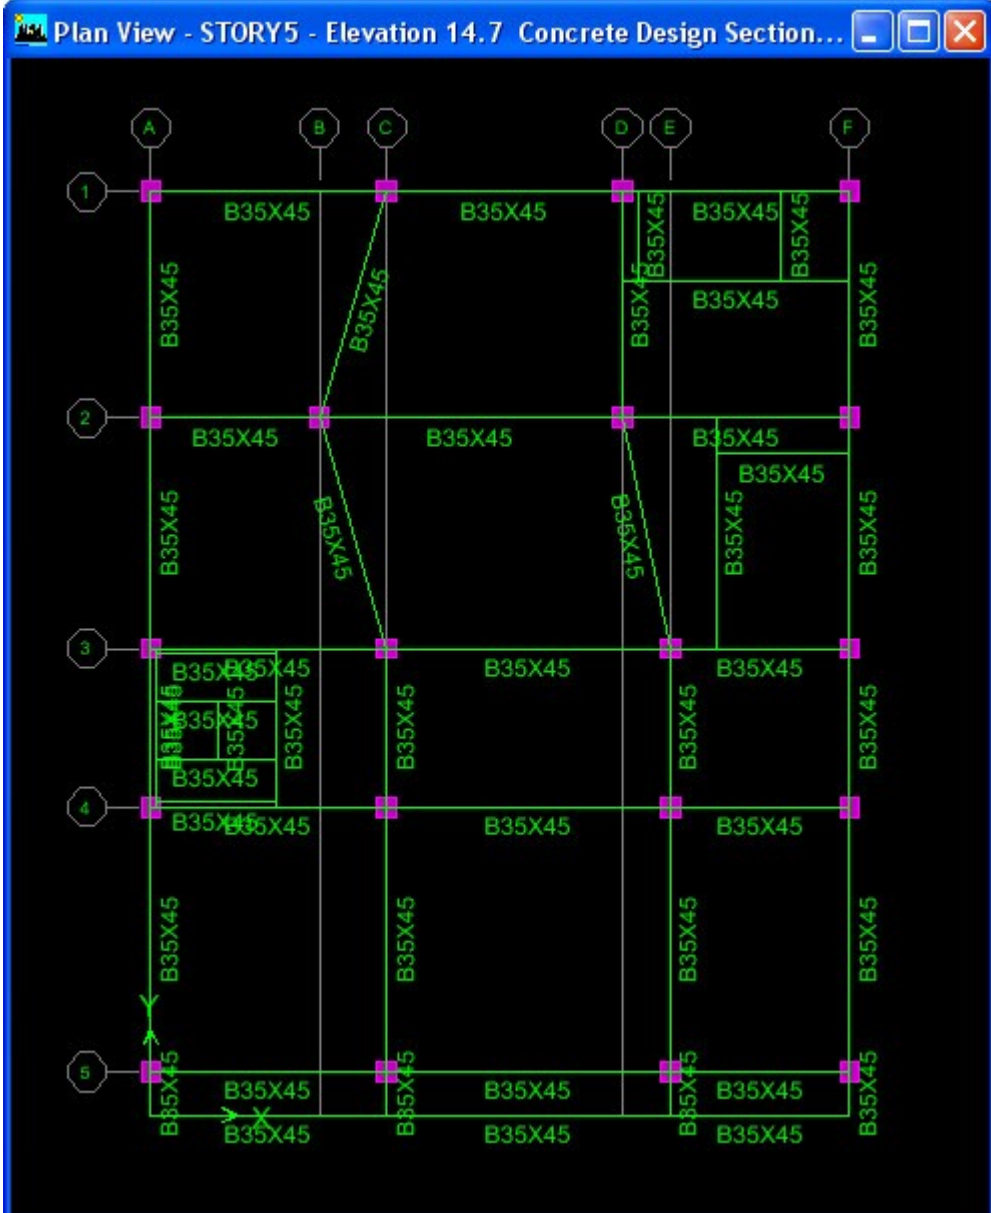 Plan View - STORY5 - Elevation 14.7 Concrete Design Section...
A B C D E F
1
B35X45 B35X45 B35X45 B35X45 B35X45
B35X45 B35X45 B35X45 B35X45 B35X45
2
B35X45 B35X45 B35X45
B35X45
B35X45 B35X45 B35X45 B35X45 B35X45
3
B35X45 B35X45 B35X45 B35X45
B35X45 B35X45 B35X45 B35X45 B35X45 B35X45 B35X45
B35X45
4
B35X45 B35X45 B35X45 B35X45
B35X45 B35X45 B35X45 B35X45
Y
5
B35X45 B35X45 B35X45
B35X45 B35X45 B35X45 B35X45
X
B35X45 B35X45 B35X45